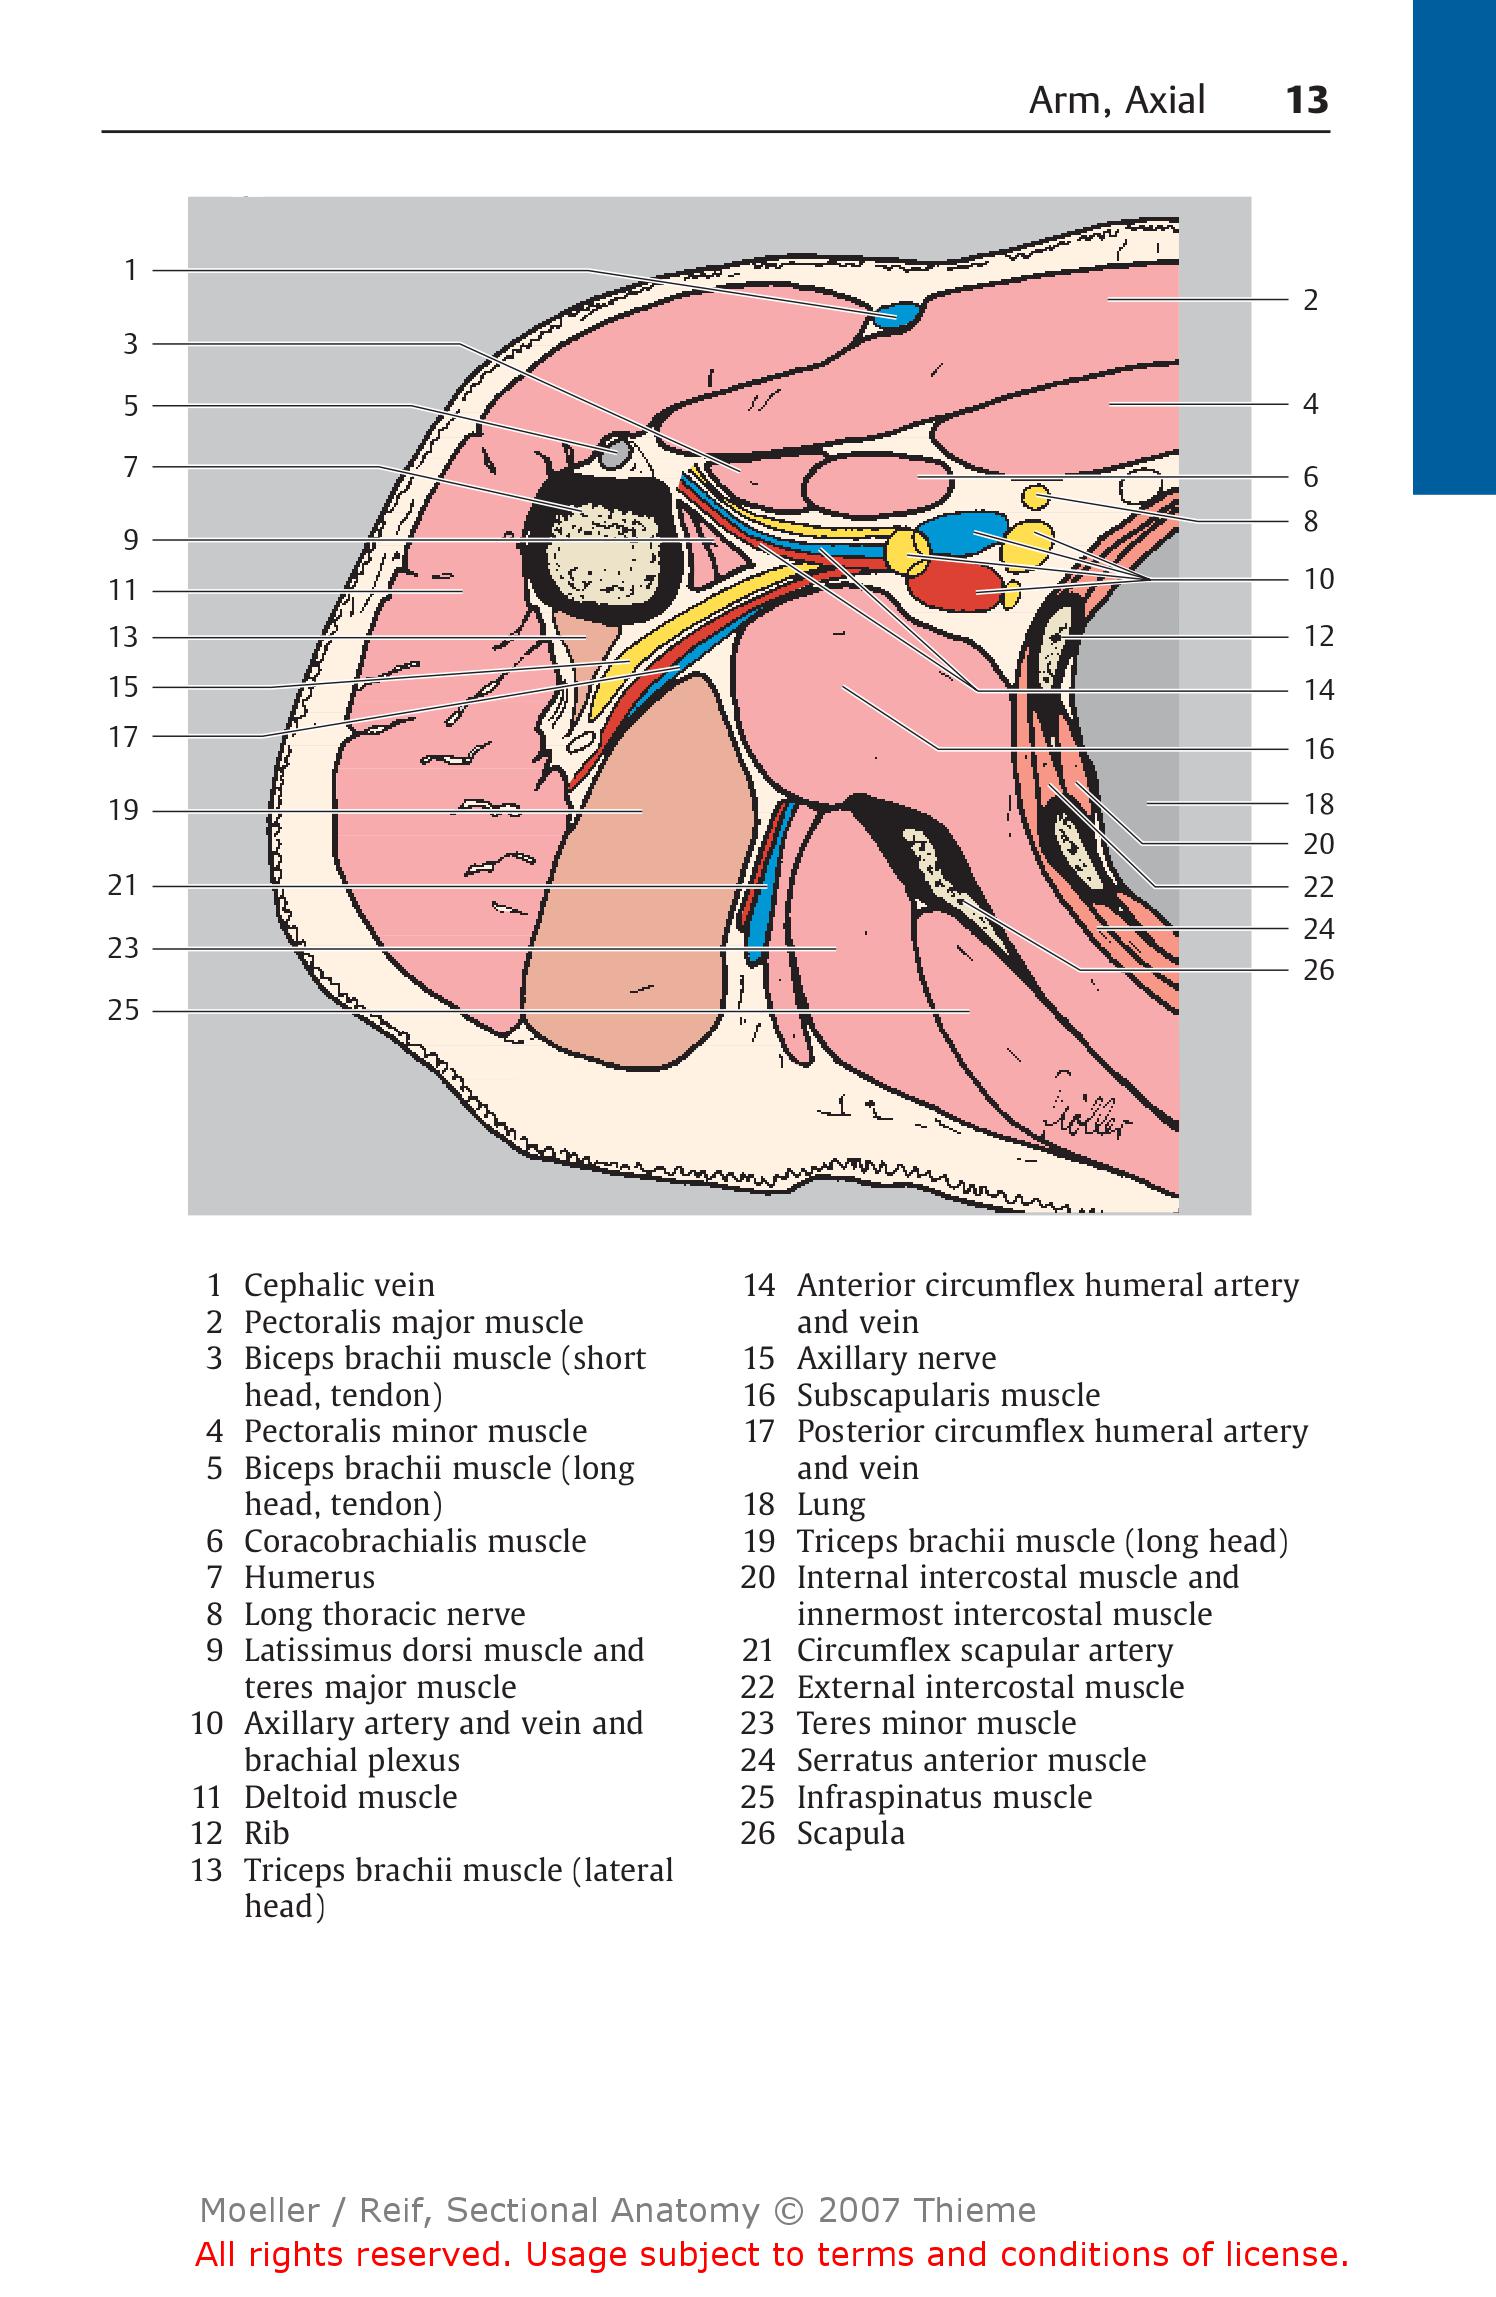 Arm, Axial 13
1
2
3
4
5
6
7
8
9
10
11
12
13
14
15
16
17
18
19
20
21
22
23
24
25
26
1 Cephalic vein
2 Pectoralis major muscle
3 Biceps brachii muscle (short
head, tendon)
4 Pectoralis minor muscle
5 Biceps brachii muscle (long
head, tendon)
6 Coracobrachialis muscle
7 Humerus
8 Long thoracic nerve
9 Latissimus dorsi muscle and
teres major muscle
10 Axillary artery and vein and
brachial plexus
11 Deltoid muscle
12 Rib
13 Triceps brachii muscle (lateral
head)
14 Anterior circumflex humeral artery
and vein
15 Axillary nerve
16 Subscapularis muscle
17 Posterior circumflex humeral artery
and vein
18 Lung
19 Triceps brachii muscle (long head)
20 Internal intercostal muscle and
innermost intercostal muscle
21 Circumflex scapular artery
22 External intercostal muscle
23 Teres minor muscle
24 Serratus anterior muscle
25 Infraspinatus muscle
26 Scapula
Moeller / Reif, Sectional Anatomy © 2007 Thieme
All rights reserved. Usage subject to terms and conditions of license.